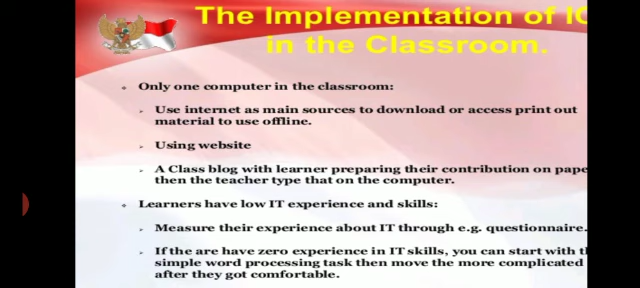 The Implementation of IC
in the Classroom.
Only one computer in the classroom:
Use internet as main sources to download or access print out
material to use offline.
Using website
A Class blog with learner preparing their contribution on pape
then the teacher type that on the computer.
Learners have low IT experience and skills:
Measure their experience about IT through e.g. questionnaire.
If the are have zero experience in IT skills, you can start with th
simple word processing task then move the more complicated
after they got comfortable.